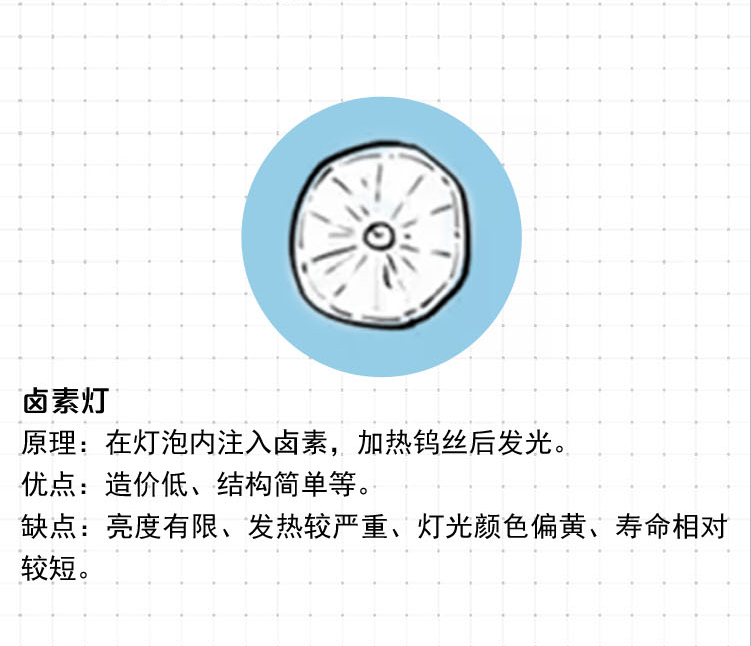 卤素灯
原理：在灯泡内注入卤素，加热钨丝后发光。
优点：造价低、结构简单等。
缺点：亮度有限、发热较严重、灯光颜色偏黄、寿命相对
较短。